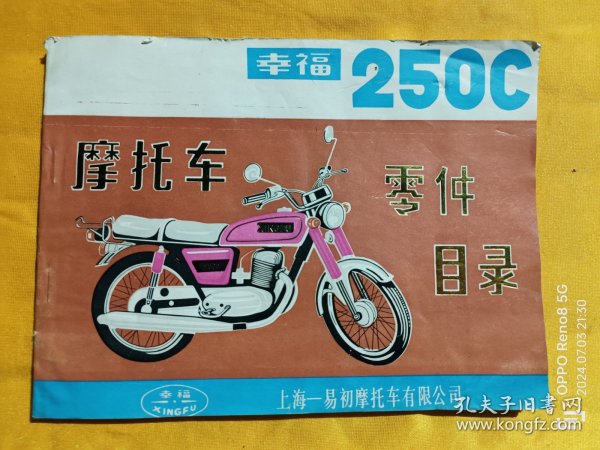 幸福 250C
摩托车
零件
目录
XINGFU
幸福
XINGFU
上海—易初摩托车有限公司
OPPO Reno8 5G
2024.07.03 21:30
孔夫子旧书网
www.kongfz.com